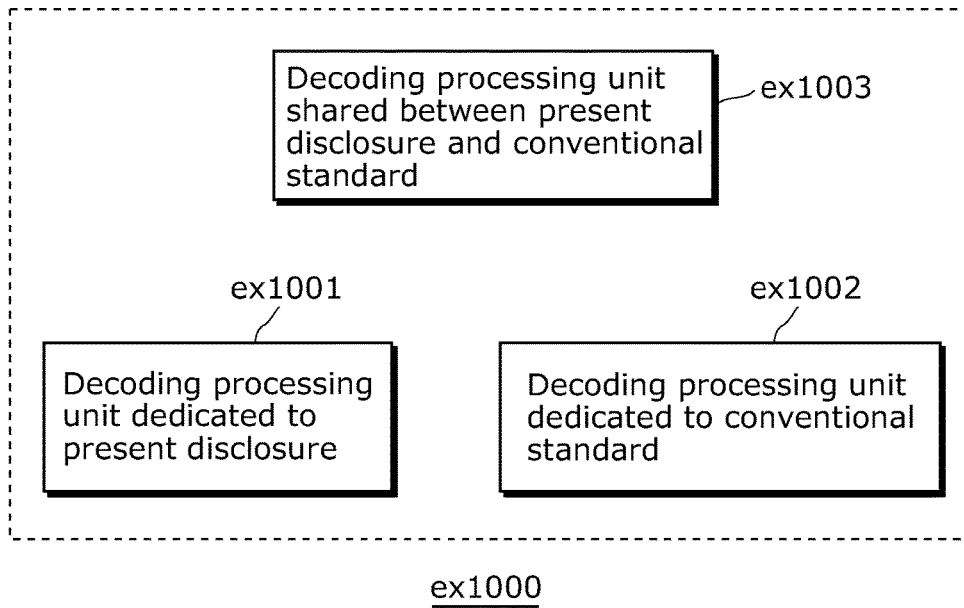 Decoding processing unit
shared between present
disclosure and conventional
standard
ex1003
ex1001
ex1002
Decoding processing
unit dedicated to
present disclosure
Decoding processing unit
dedicated to conventional
standard
ex1000